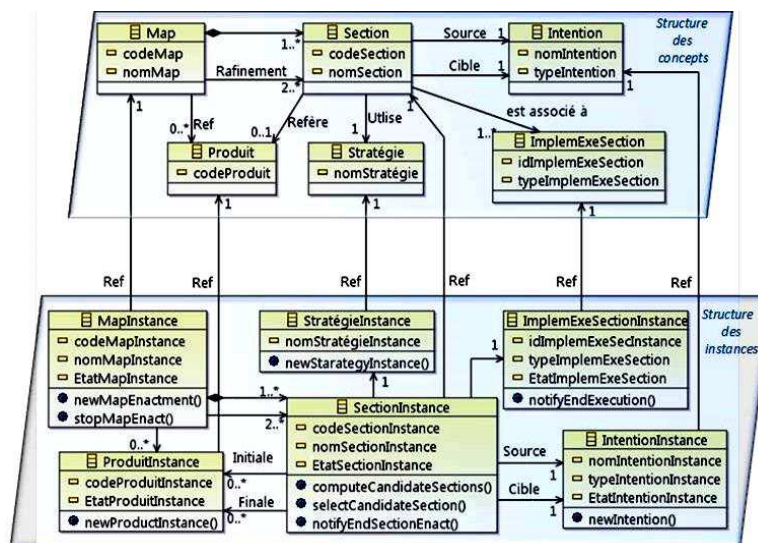 Map
codeMap
nomMap
1..*
Rafinement
2..*
Section
codeSection
nomSection
Source
1
Cible
1
Intention
nomIntention
typeIntention
Structure
des
concepts
1
Ref
0..*
0..1
Refère
Utlise
1
1
est associé à
1..*
1
Produit
codeProduit
Stratégie
nomStratégie
ImplemExeSection
idImplemExeSection
typeImplemExeSection
1
1
1
Ref
Ref
Ref
Ref
Ref
Ref
MapInstance
codeMapInstance
nomMapInstance
EtatMapInstance
newMapEnactment()
stopMapEnact()
StratégieInstance
nomStratégieInstance
newStarategyInstance()
ImplemExeSectionInstance
idImplemExeSecInstance
typeImplemExeSection
EtatImplemExeSection
notifyEndExecution()
Structure
des
instances
1
1
1..*
2..*
0..*
SectionInstance
codeSectionInstance
nomSectionInstance
EtatSectionInstance
computeCandidateSections()
selectCandidateSection()
notifyEndSectionEnact()
ProduitInstance
codeProduitInstance
EtatProduitInstance
newProductInstance()
Initiale
0..*
Finale
0..*
Source
1
Cible
1
IntentionInstance
nomIntentionInstance
typeIntentionInstance
EtatIntentionInstance
newIntention()